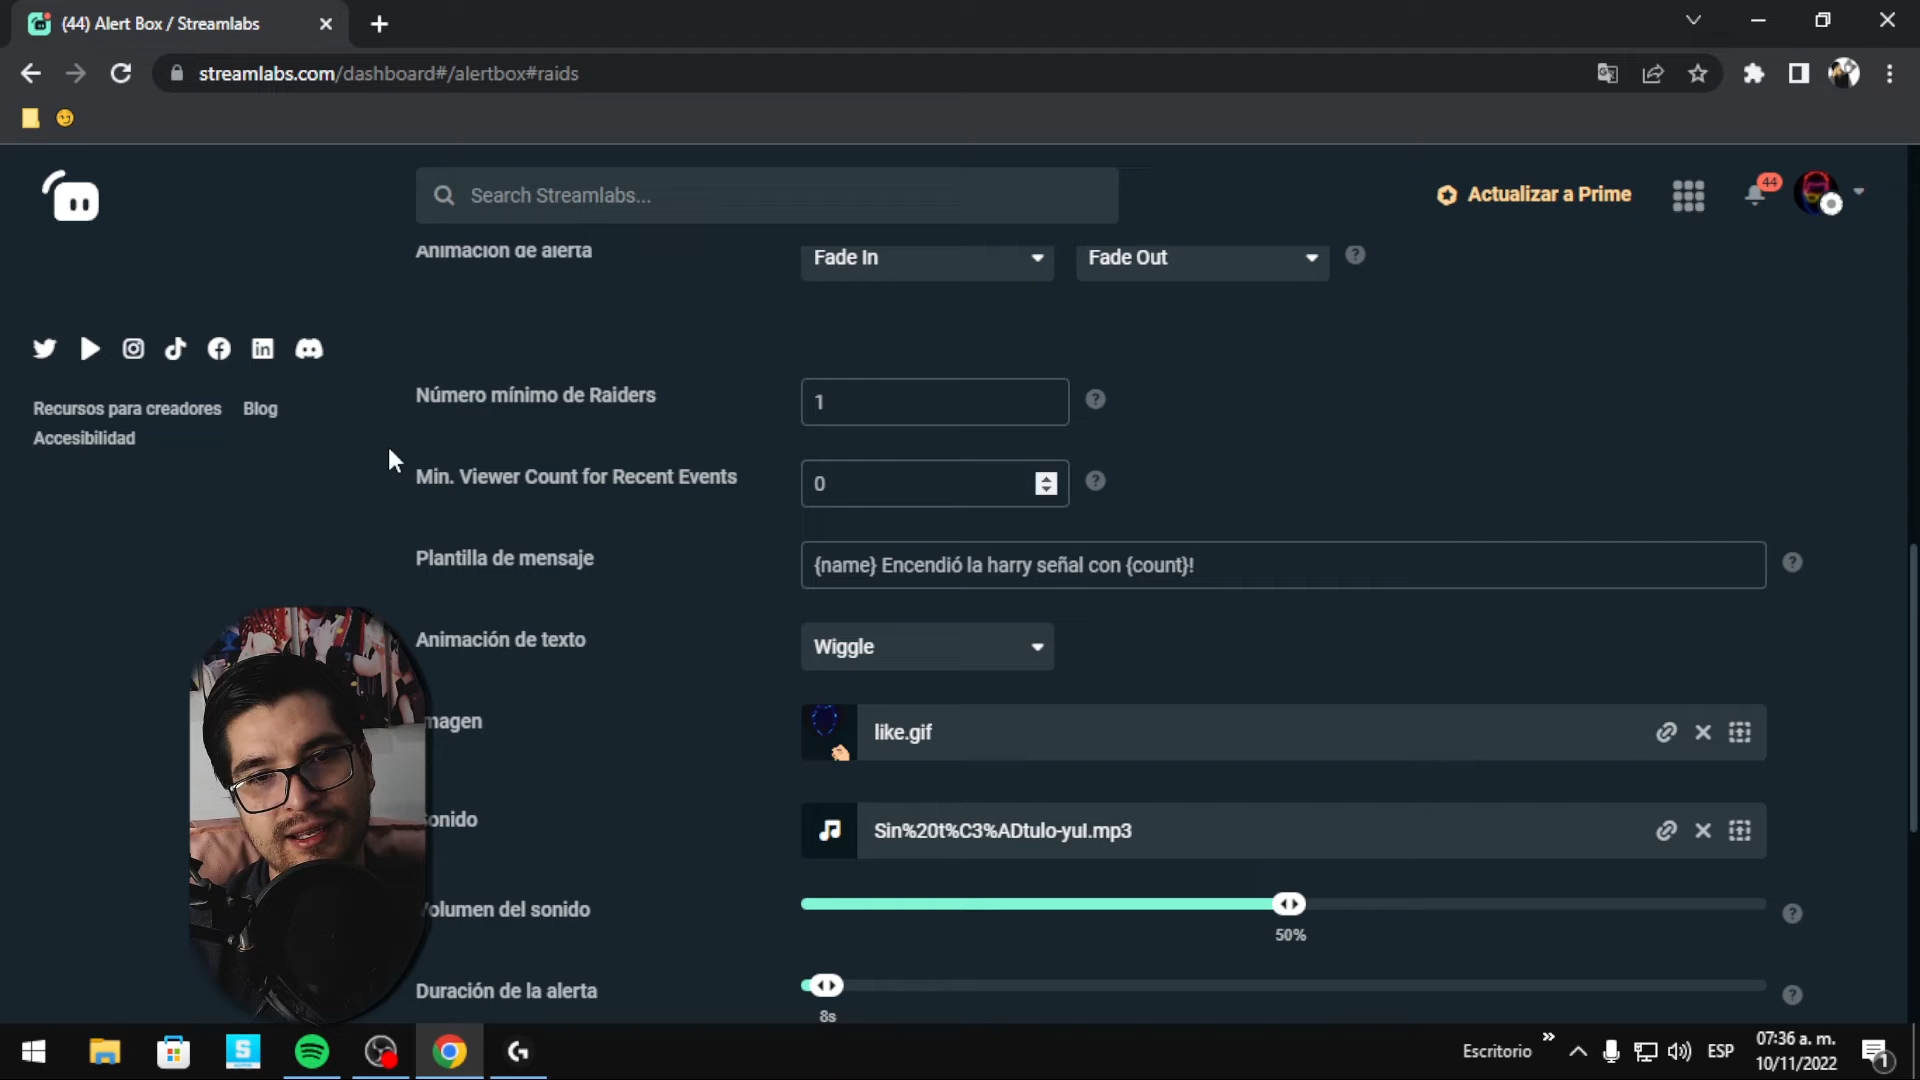 (44) Alert Box / Streamlabs
streamlabs.com/dashboard#/alertbox#raids
Search Streamlabs...
Actualizar a Prime
44
Animación de alerta
Fade In
Fade Out
Recursos para creadores Blog
Accesibilidad
Número mínimo de Raiders
1
Min. Viewer Count for Recent Events
0
Plantilla de mensaje
{name} Encendió la harry señal con {count}!
Animación de texto
Wiggle
magen
like.gif
onido
Sin%20t%C3%ADtulo-yul.mp3
Volumen del sonido
50%
Duración de la alerta
8s
Escritorio
ESP
07:36 a. m.
10/11/2022
1